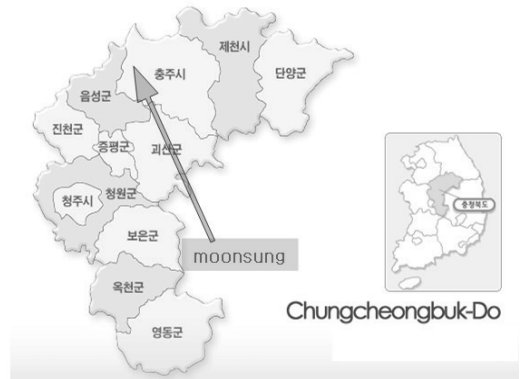 제천시
단양군
충주시
음성군
진천군
증평군
괴산군
청원군
청주시
보은군
moonsung
옥천군
영동군
충청북도
Chungcheongbuk-Do